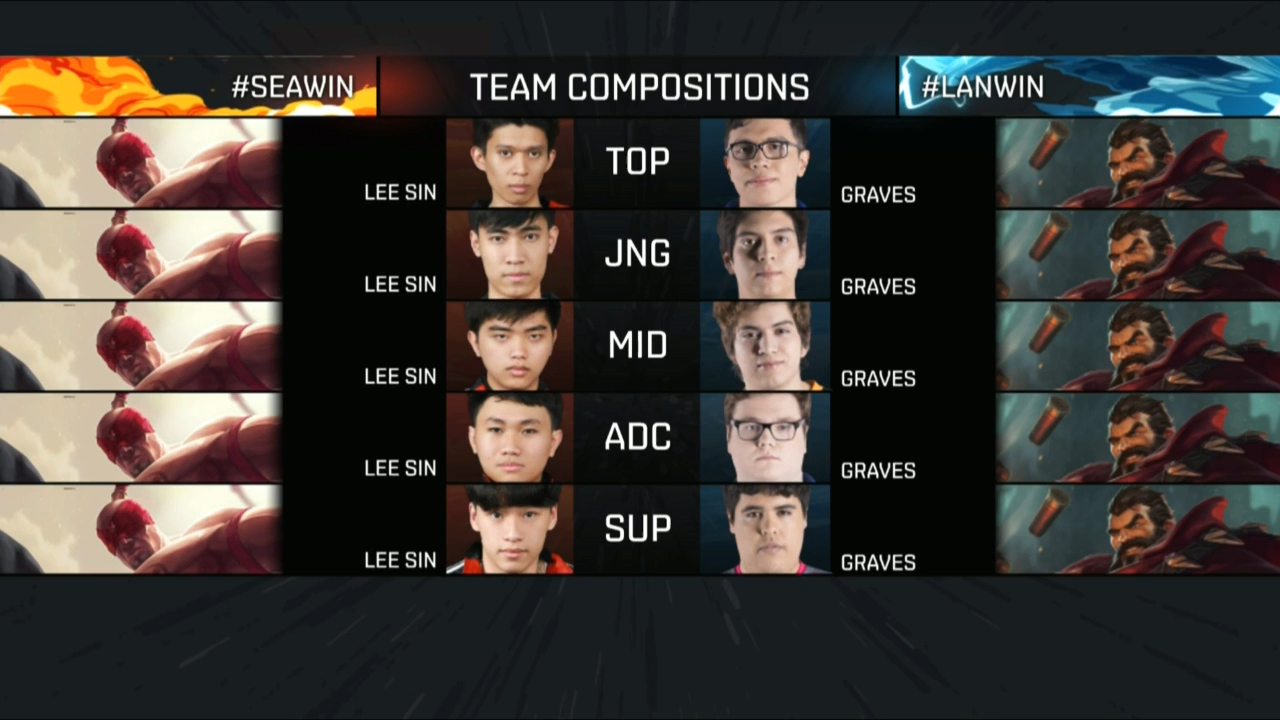 #SEAWIN TEAM COMPOSITIONS #LANWIN
LEE SIN TOP GRAVES
LEE SIN JNG GRAVES
LEE SIN MID GRAVES
LEE SIN ADC GRAVES
LEE SIN SUP GRAVES